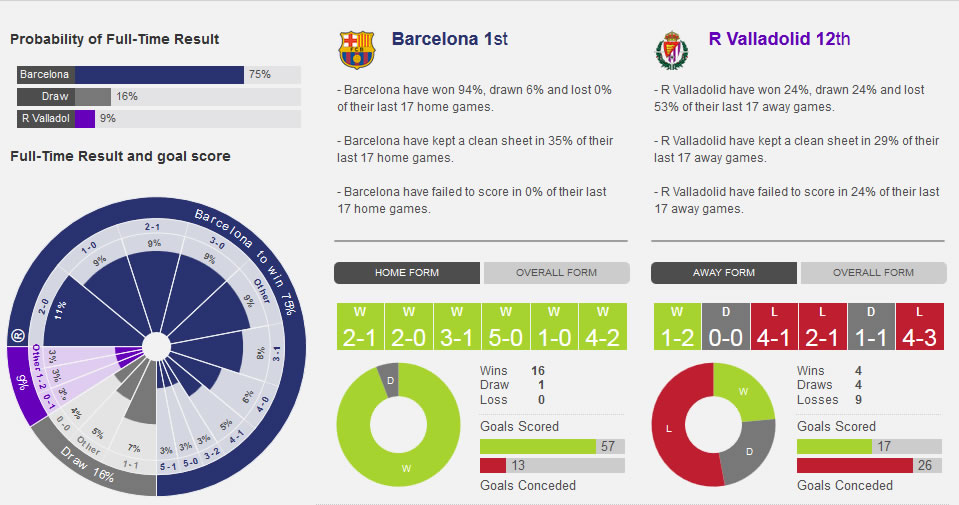 Probability of Full-Time Result
Barcelona 75%
Draw 16%
R Valladol 9%
Full-Time Result and goal score
Barcelona to win 75%
2-0 11%
1-0 9%
2-1 9%
3-0 9%
Other 9%
3-1 8%
4-0 6%
4-1 5%
3-2 3%
5-0 3%
5-1 3%
Draw 16%
1-1 7%
Other 5%
0-0 4%
9%
0-1 3%
1-2 3%
Other 3%
®
Barcelona 1st
- Barcelona have won 94%, drawn 6% and lost 0%
of their last 17 home games.
- Barcelona have kept a clean sheet in 35% of their
last 17 home games.
- Barcelona have failed to score in 0% of their last
17 home games.
HOME FORM OVERALL FORM
W W W W W W
2-1 2-0 3-1 5-0 1-0 4-2
D
W
Wins 16
Draw 1
Loss 0
Goals Scored
57
13
Goals Conceded
R Valladolid 12th
- R Valladolid have won 24%, drawn 24% and lost
53% of their last 17 away games.
- R Valladolid have kept a clean sheet in 29% of their
last 17 away games.
- R Valladolid have failed to score in 24% of their last
17 away games.
AWAY FORM OVERALL FORM
W D L L D L
1-2 0-0 4-1 2-1 1-1 4-3
W
L
D
Wins 4
Draws 4
Losses 9
Goals Scored
17
26
Goals Conceded